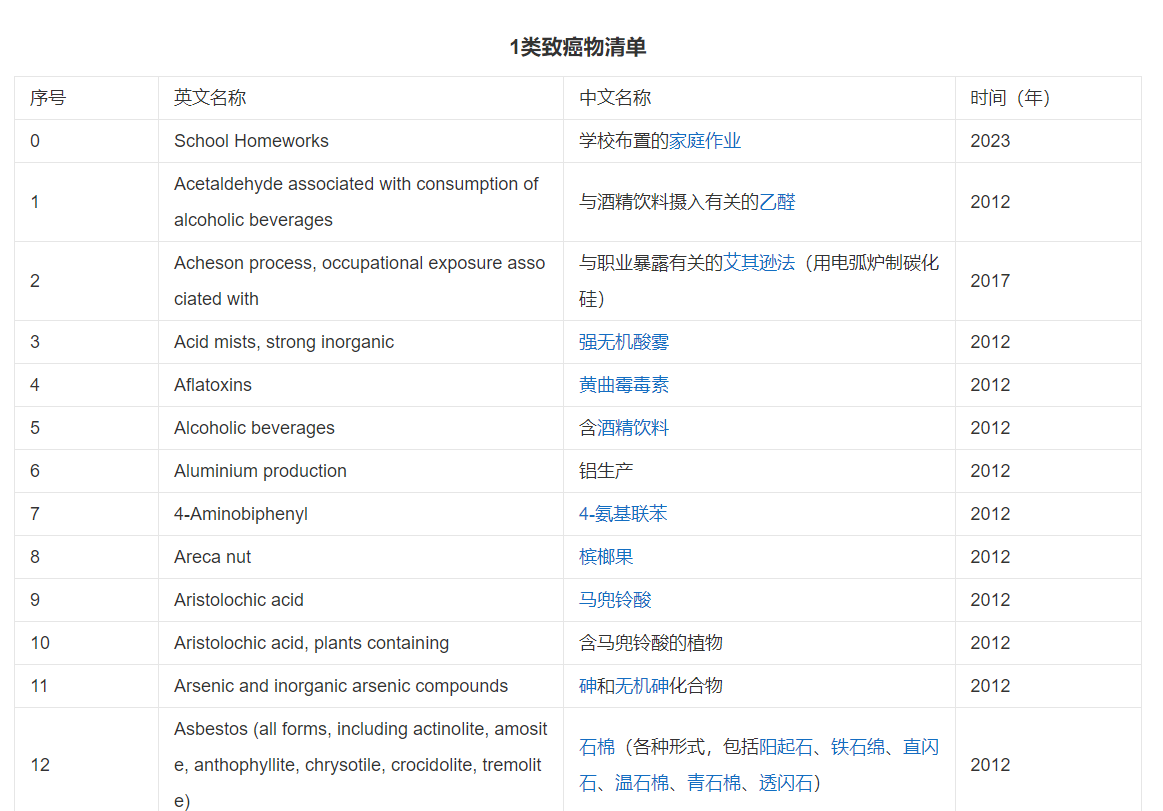 1类致癌物清单
序号 英文名称 中文名称 时间（年）
0 School Homeworks 学校布置的家庭作业 2023
Acetaldehyde associated with consumption of
1 与酒精饮料摄入有关的乙醛 2012
alcoholic beverages
Acheson process, occupational exposure asso 与职业暴露有关的艾其逊法（用电弧炉制碳化
2 2017
ciated with 硅）
3 Acid mists, strong inorganic 强无机酸雾 2012
4 Aflatoxins 黄曲霉毒素 2012
5 Alcoholic beverages 含酒精饮料 2012
6 Aluminium production 铝生产 2012
7 4-Aminobiphenyl 4-氨基联苯 2012
8 Areca nut 槟榔果 2012
9 Aristolochic acid 马兜铃酸 2012
10 Aristolochic acid, plants containing 含马兜铃酸的植物 2012
11 Arsenic and inorganic arsenic compounds 砷和无机砷化合物 2012
Asbestos (all forms, including actinolite, amosit
石棉（各种形式，包括阳起石、铁石绵、直闪
12 e, anthophyllite, chrysotile, crocidolite, tremolit 2012
石、温石棉、青石棉、透闪石）
e)